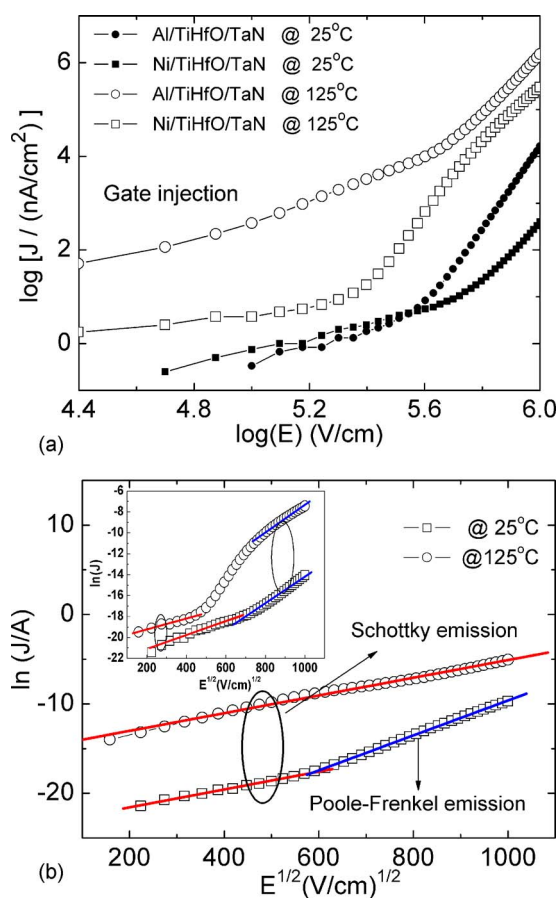 Al/TiHfO/TaN @ 25°C
Ni/TiHfO/TaN @ 25°C
Al/TiHfO/TaN @ 125°C
Ni/TiHfO/TaN @ 125°C
Gate injection
log [J / (nA/cm²)]
6
4
2
0
4.4 4.8 5.2 5.6 6.0
log(E) (V/cm)
(a)
-6
-8
-10
-12
-14
-16
-18
-20
-22
ln(J)
200 400 600 800 1000
E^1/2(V/cm)^1/2
@ 25°C
@125°C
Schottky emission
Poole-Frenkel emission
ln (J/A)
10
0
-10
-20
200 400 600 800 1000
E^1/2(V/cm)^1/2
(b)